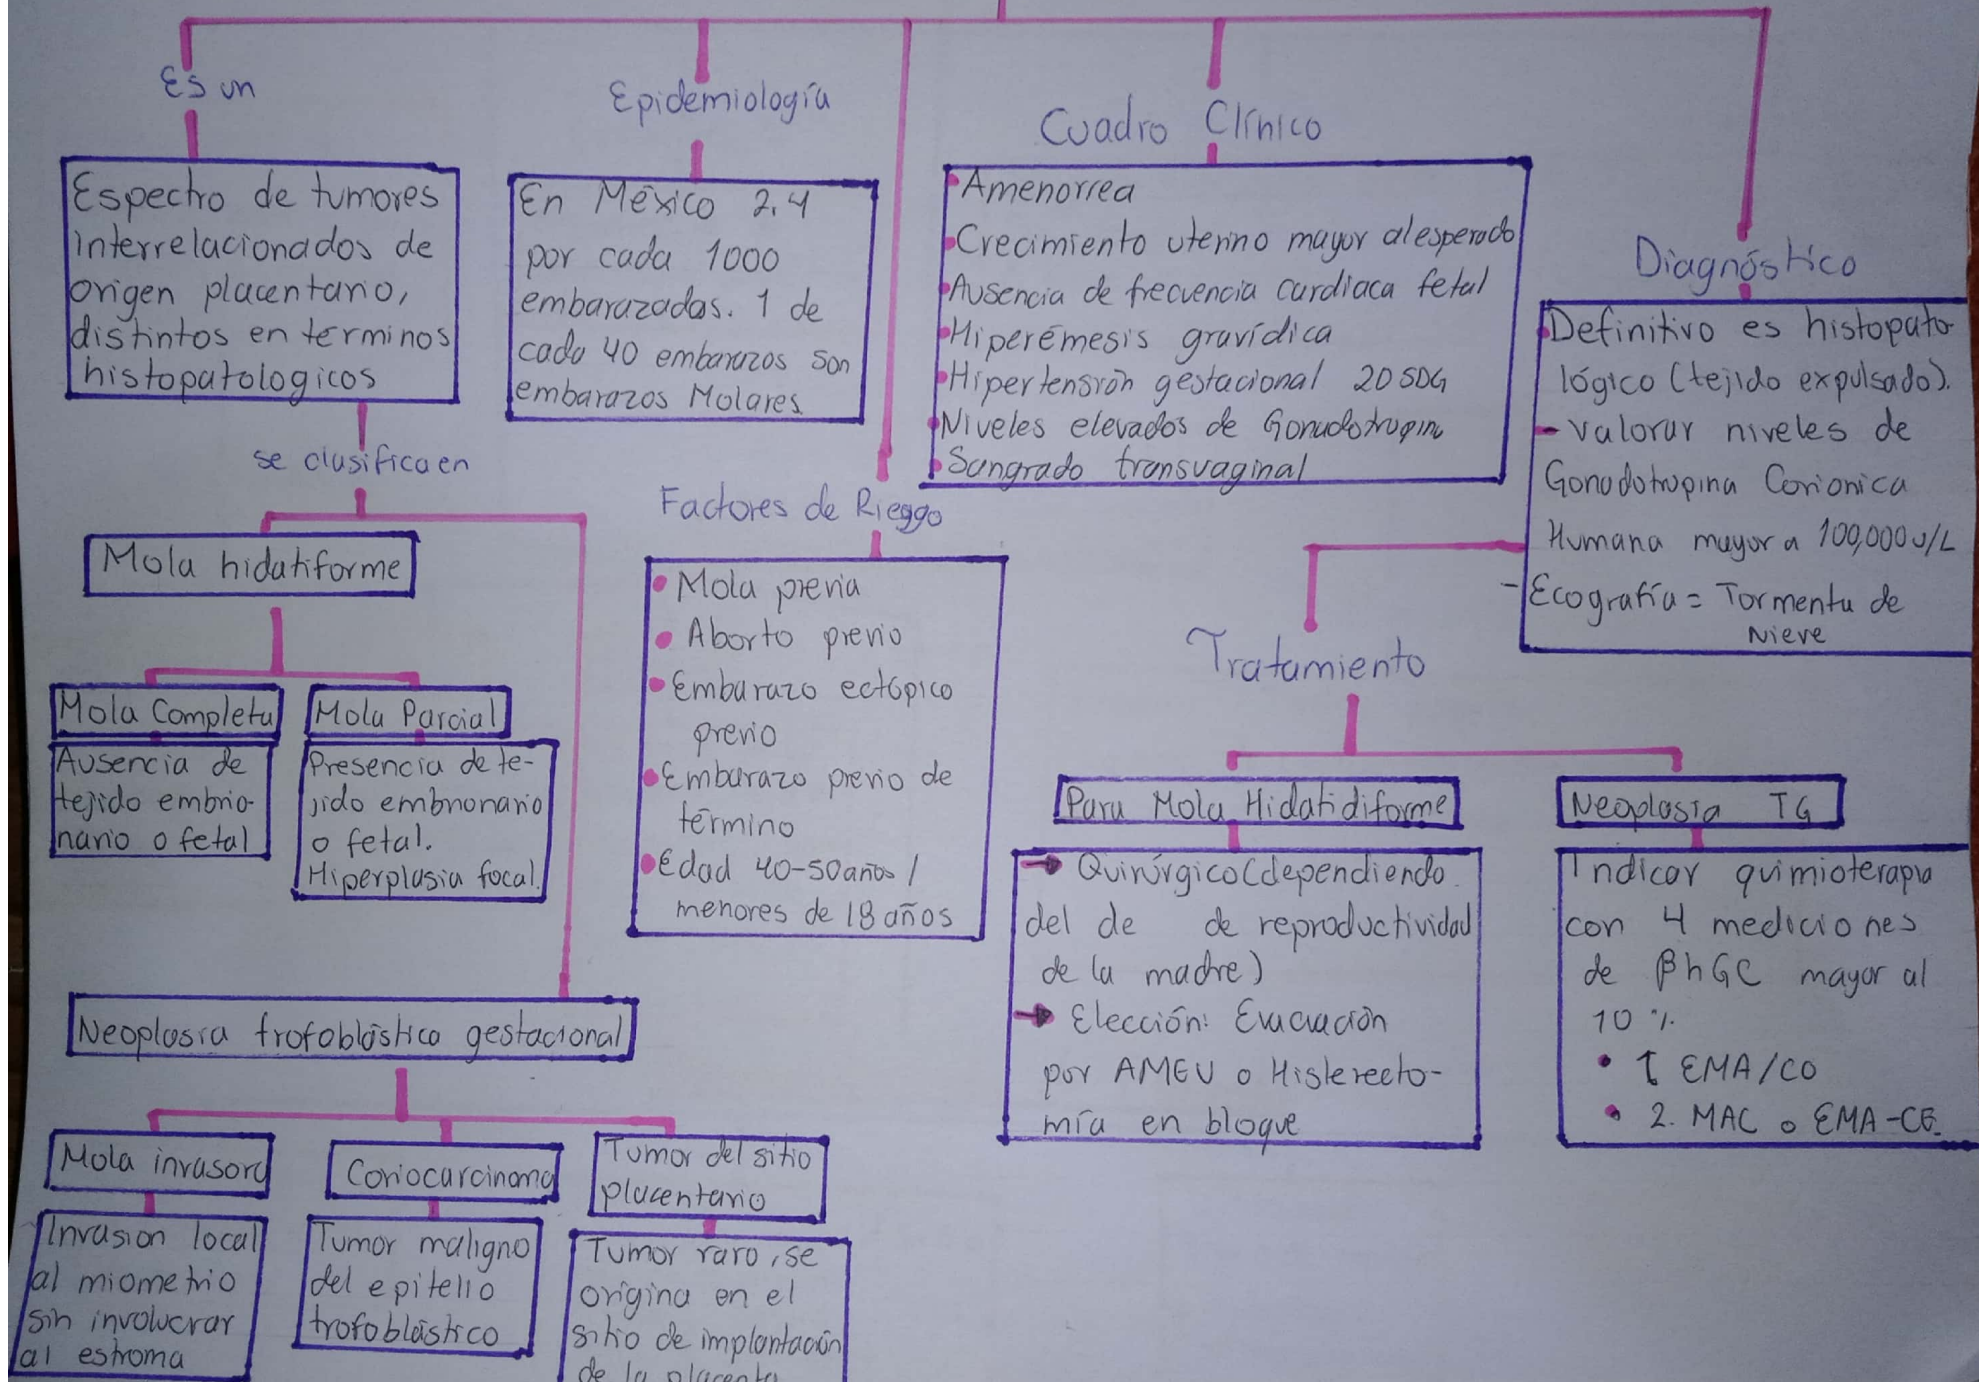 Es un
Espectro de tumores
interrelacionados de
origen placentario,
distintos en terminos
histopatologicos
se clasifica en
Mola hidatiforme
Mola Completa
Ausencia de
tejido embrio-
nario o fetal
Mola Parcial
Presencia de te-
jido embrionario
o fetal.
Hiperplasia focal.
Neoplasia trofoblástica gestacional
Mola invasora
Invasion local
al miometrio
sin involucrar
al estroma
Coriocarcinoma
Tumor maligno
del epitelio
trofoblástico
Tumor del sitio
placentario
Tumor raro, se
origina en el
sitio de implantación
de la placenta
Epidemiología
En México 2.4
por cada 1000
embarazadas. 1 de
cada 40 embarazos son
embarazos Molares
Factores de Rieggo
Mola previa
Aborto previo
Embarazo ectópico
previo
Embarazo previo de
término
Edad 40-50 años /
menores de 18 años
Cuadro Clínico
Amenorrea
Crecimiento uterino mayor al esperado
Ausencia de frecuencia cardiaca fetal
Hiperémesis gravídica
Hipertensión gestacional 20 SDG
Niveles elevados de Gonadotropina
Sangrado transvaginal
Diagnóstico
Definitivo es histopato
lógico (tejido expulsado).
- Valorar niveles de
Gonadotropina Corionica
Humana mayor a 100,000 u/L
- Ecografía = Tormenta de
Nieve
Tratamiento
Para Mola Hidatidiforme
→ Quirúrgico (dependiendo
del de de reproductividad
de la madre)
→ Elección: Evacuación
por AMEU o Histerecto-
mía en bloque
Neoplasia TG
Indicar quimioterapia
con 4 mediciones
de βhGC mayor al
10 %
EMA/CO
2. MAC o EMA-CE.